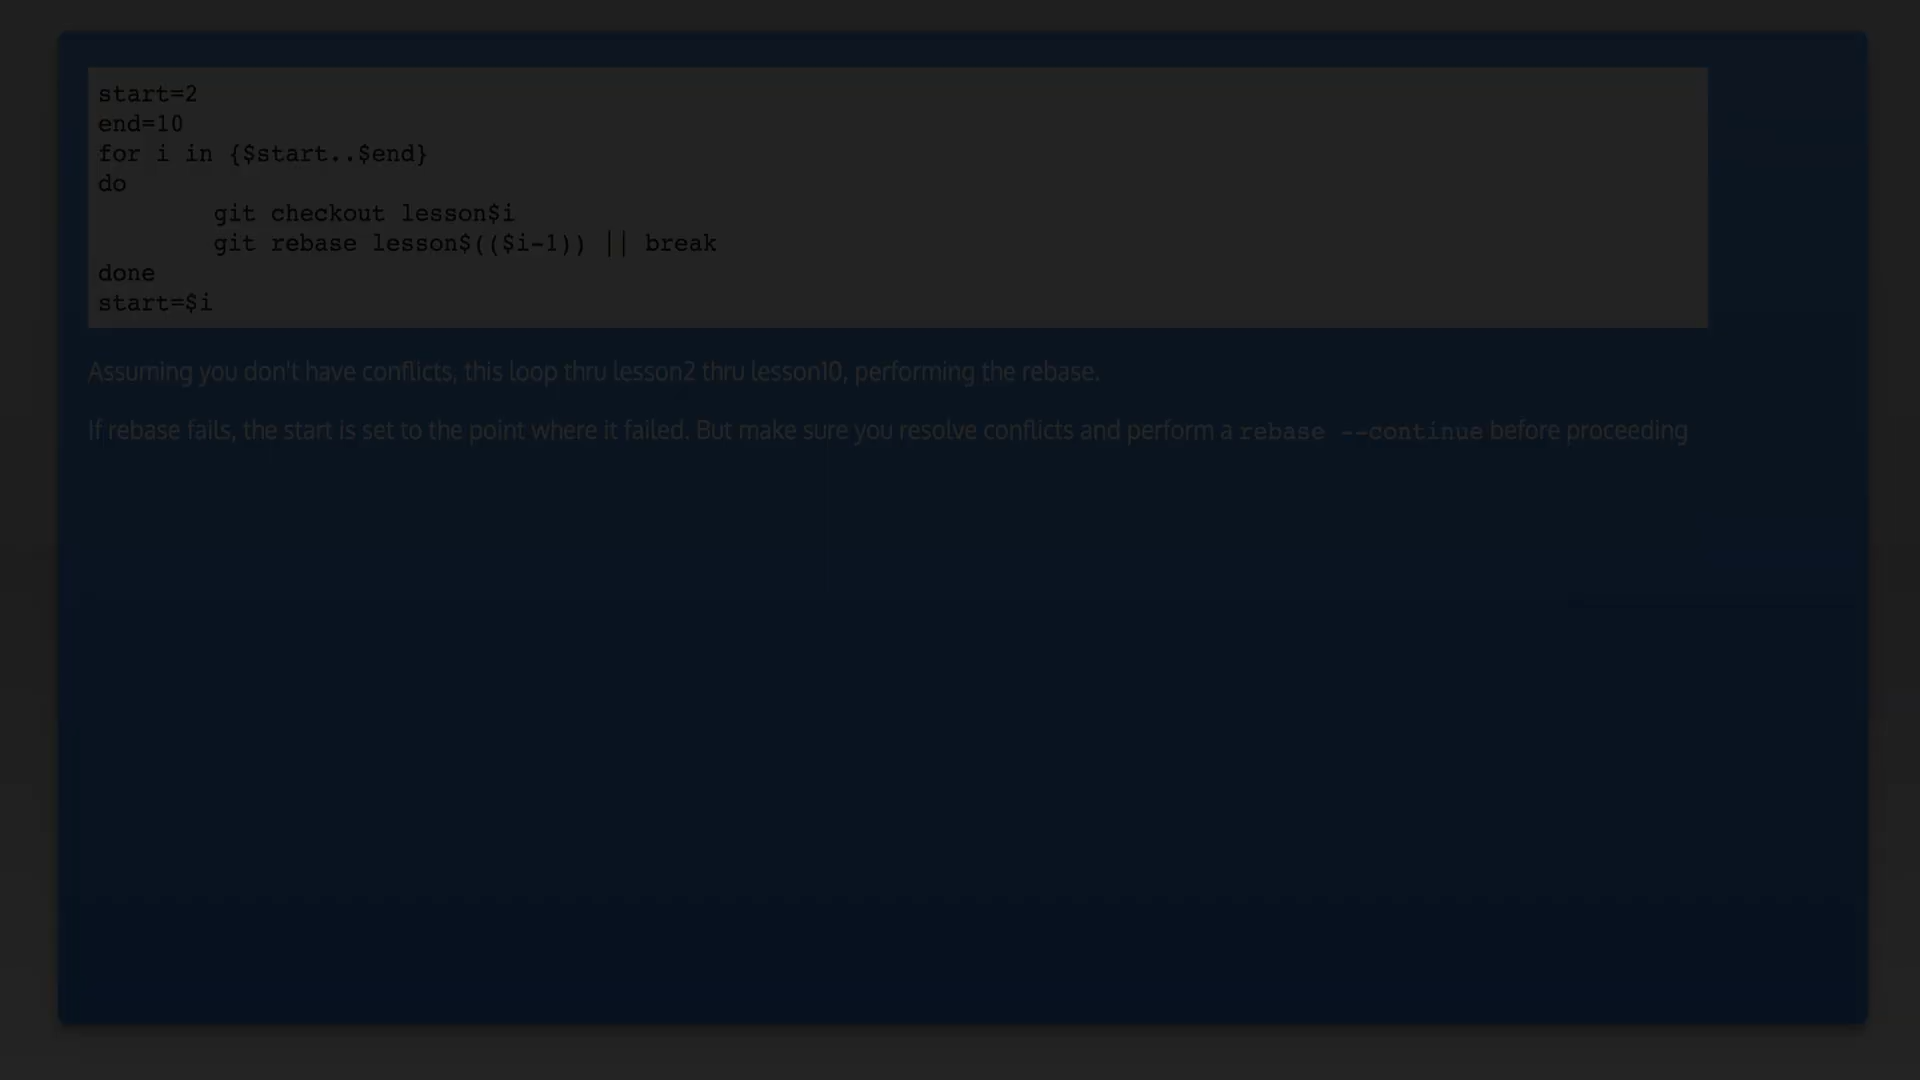 start=2
end=10
for i in {$start..$end}
do
        git checkout lesson$i
        git rebase lesson$(($i-1)) || break
done
start=$i
Assuming you don't have conflicts, this loop thru lesson2 thru lesson10, performing the rebase.
If rebase fails, the start is set to the point where it failed. But make sure you resolve conflicts and perform a rebase --continue before proceeding